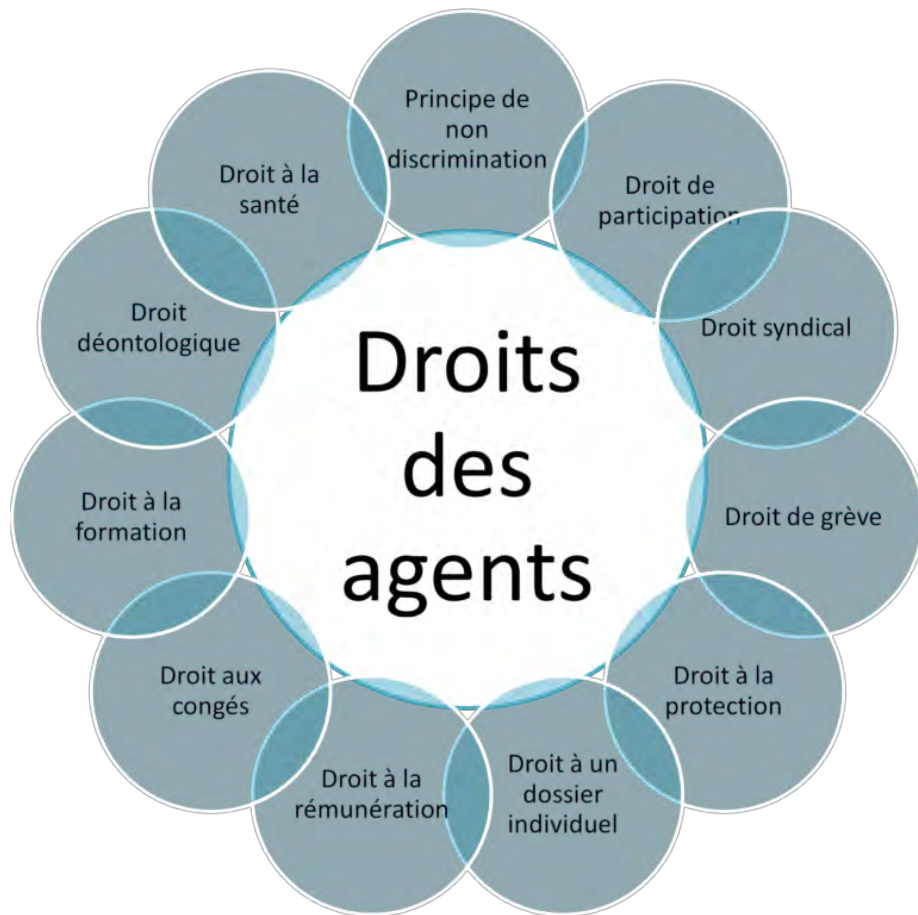 Principe de
non
discrimination
Droit de
participation
Droit syndical
Droit de grève
Droit à la
protection
Droit à un
dossier
individuel
Droit à la
rémunération
Droit aux
congés
Droit à la
formation
Droit
déontologique
Droit à la
santé
Droits
des
agents